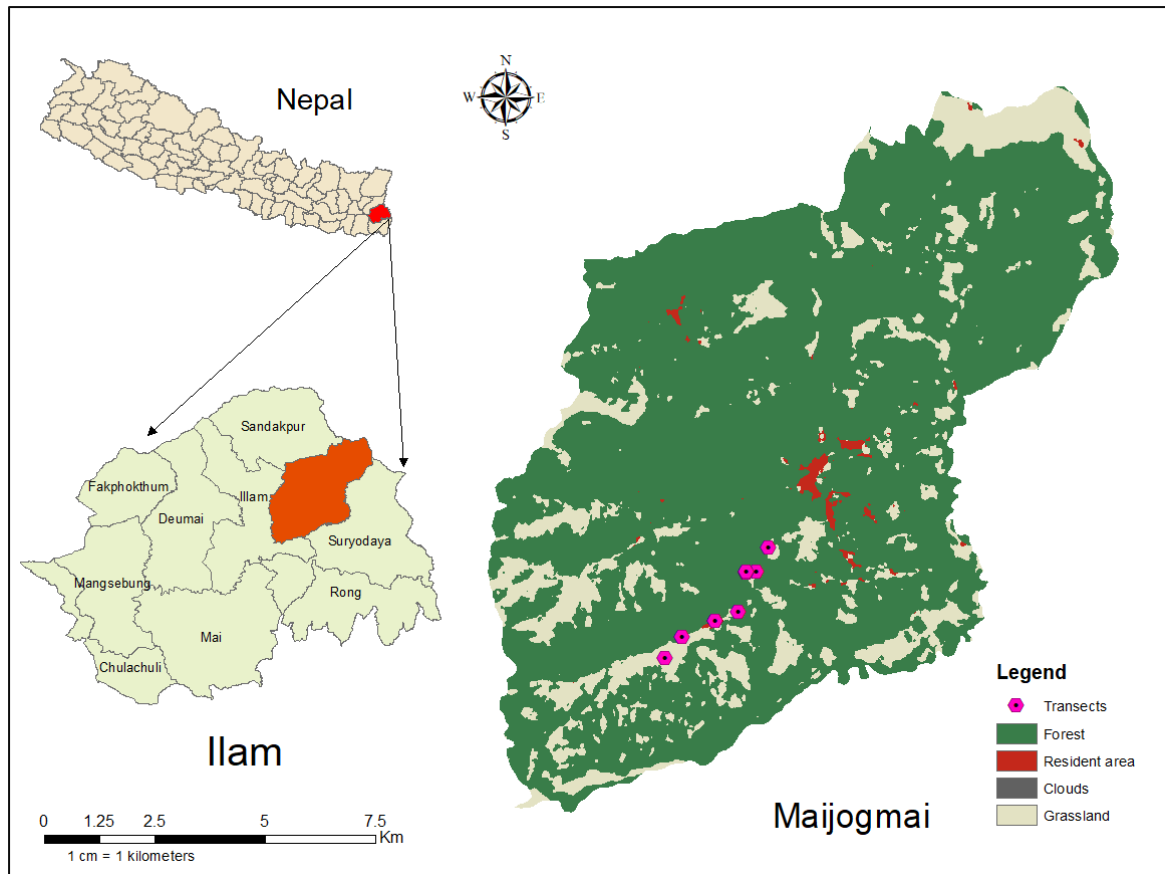 Nepal
N
W E
S
Sandakpur
Fakphokthum
Illam
Deumai
Suryodaya
Mangsebung
Rong
Mai
Chulachuli
Ilam
0 1.25 2.5 5 7.5
Km
1 cm = 1 kilometers
Maijogmai
Legend
Transects
Forest
Resident area
Clouds
Grassland